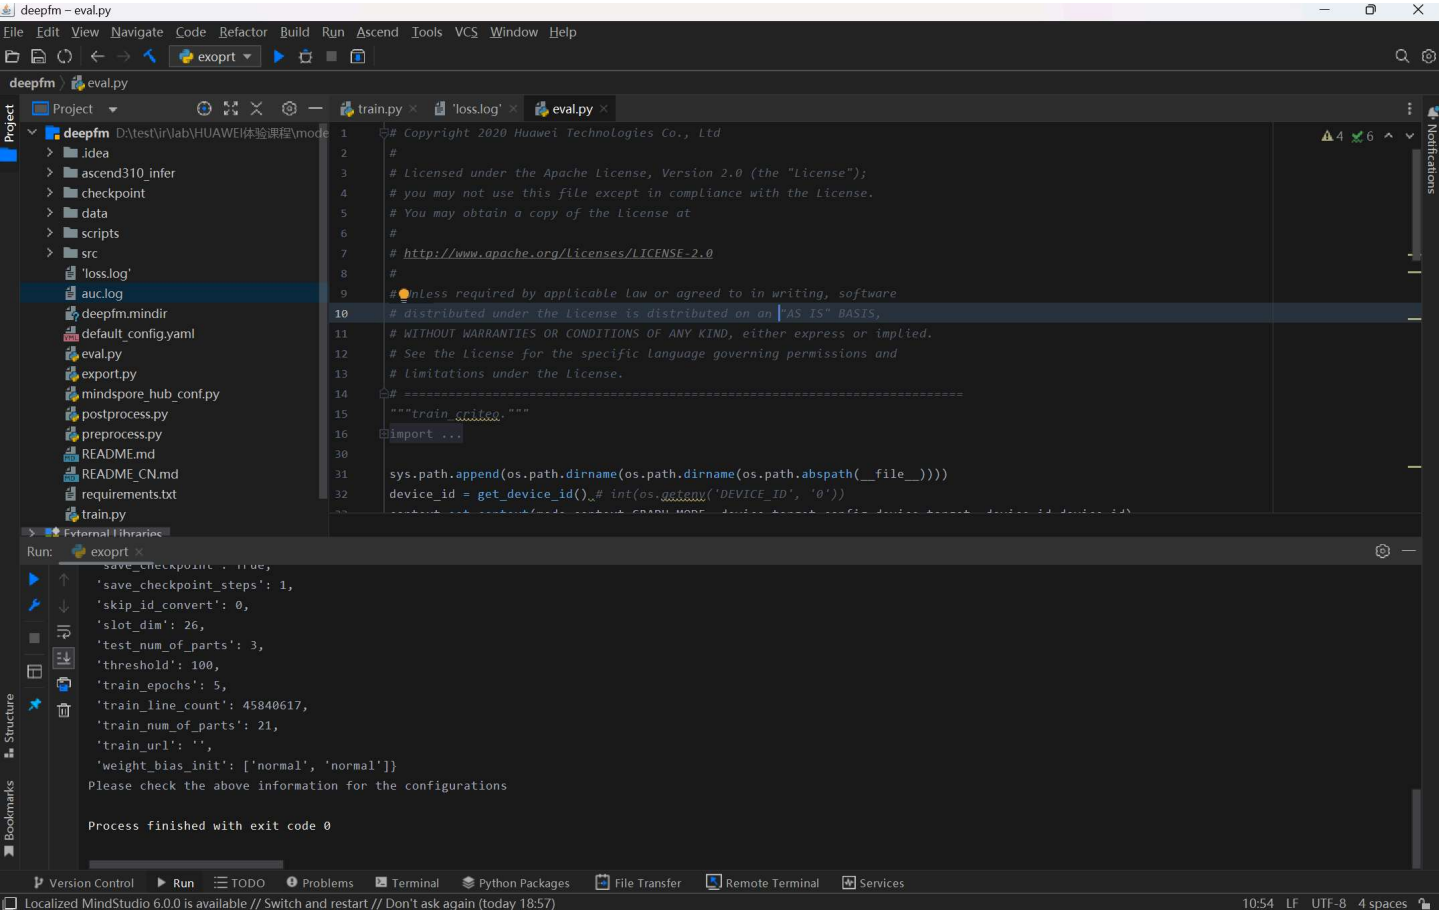 deepfm – eval.py
File Edit View Navigate Code Refactor Build Run Ascend Tools VCS Window Help
exoprt
deepfm eval.py
Project
Project
train.py 'loss.log' eval.py
Notifications
4 6
deepfm D:\test\ir\lab\HUAWEI体验课程\mode
.idea
ascend310_infer
checkpoint
data
scripts
src
'loss.log'
auc.log
deepfm.mindir
default_config.yaml
eval.py
export.py
mindspore_hub_conf.py
postprocess.py
preprocess.py
README.md
README_CN.md
requirements.txt
train.py
External Libraries
1 # Copyright 2020 Huawei Technologies Co., Ltd
2 #
3 # Licensed under the Apache License, Version 2.0 (the "License");
4 # you may not use this file except in compliance with the License.
5 # You may obtain a copy of the License at
6 #
7 # http://www.apache.org/licenses/LICENSE-2.0
8 #
9 # Unless required by applicable law or agreed to in writing, software
10 # distributed under the License is distributed on an "AS IS" BASIS,
11 # WITHOUT WARRANTIES OR CONDITIONS OF ANY KIND, either express or implied.
12 # See the License for the specific language governing permissions and
13 # limitations under the License.
14 # ============================================================================
15 """train_criteo."""
16 import ...
30
31 sys.path.append(os.path.dirname(os.path.dirname(os.path.abspath(__file__))))
32 device_id = get_device_id() # int(os.getenv('DEVICE_ID', '0'))
Run: exoprt
'save_checkpoint': True,
'save_checkpoint_steps': 1,
'skip_id_convert': 0,
'slot_dim': 26,
'test_num_of_parts': 3,
'threshold': 100,
'train_epochs': 5,
'train_line_count': 45840617,
'train_num_of_parts': 21,
'train_url': '',
'weight_bias_init': ['normal', 'normal']}
Please check the above information for the configurations
Process finished with exit code 0
Structure
Bookmarks
Version Control Run TODO Problems Terminal Python Packages File Transfer Remote Terminal Services
Localized MindStudio 6.0.0 is available // Switch and restart // Don't ask again (today 18:57)
10:54 LF UTF-8 4 spaces